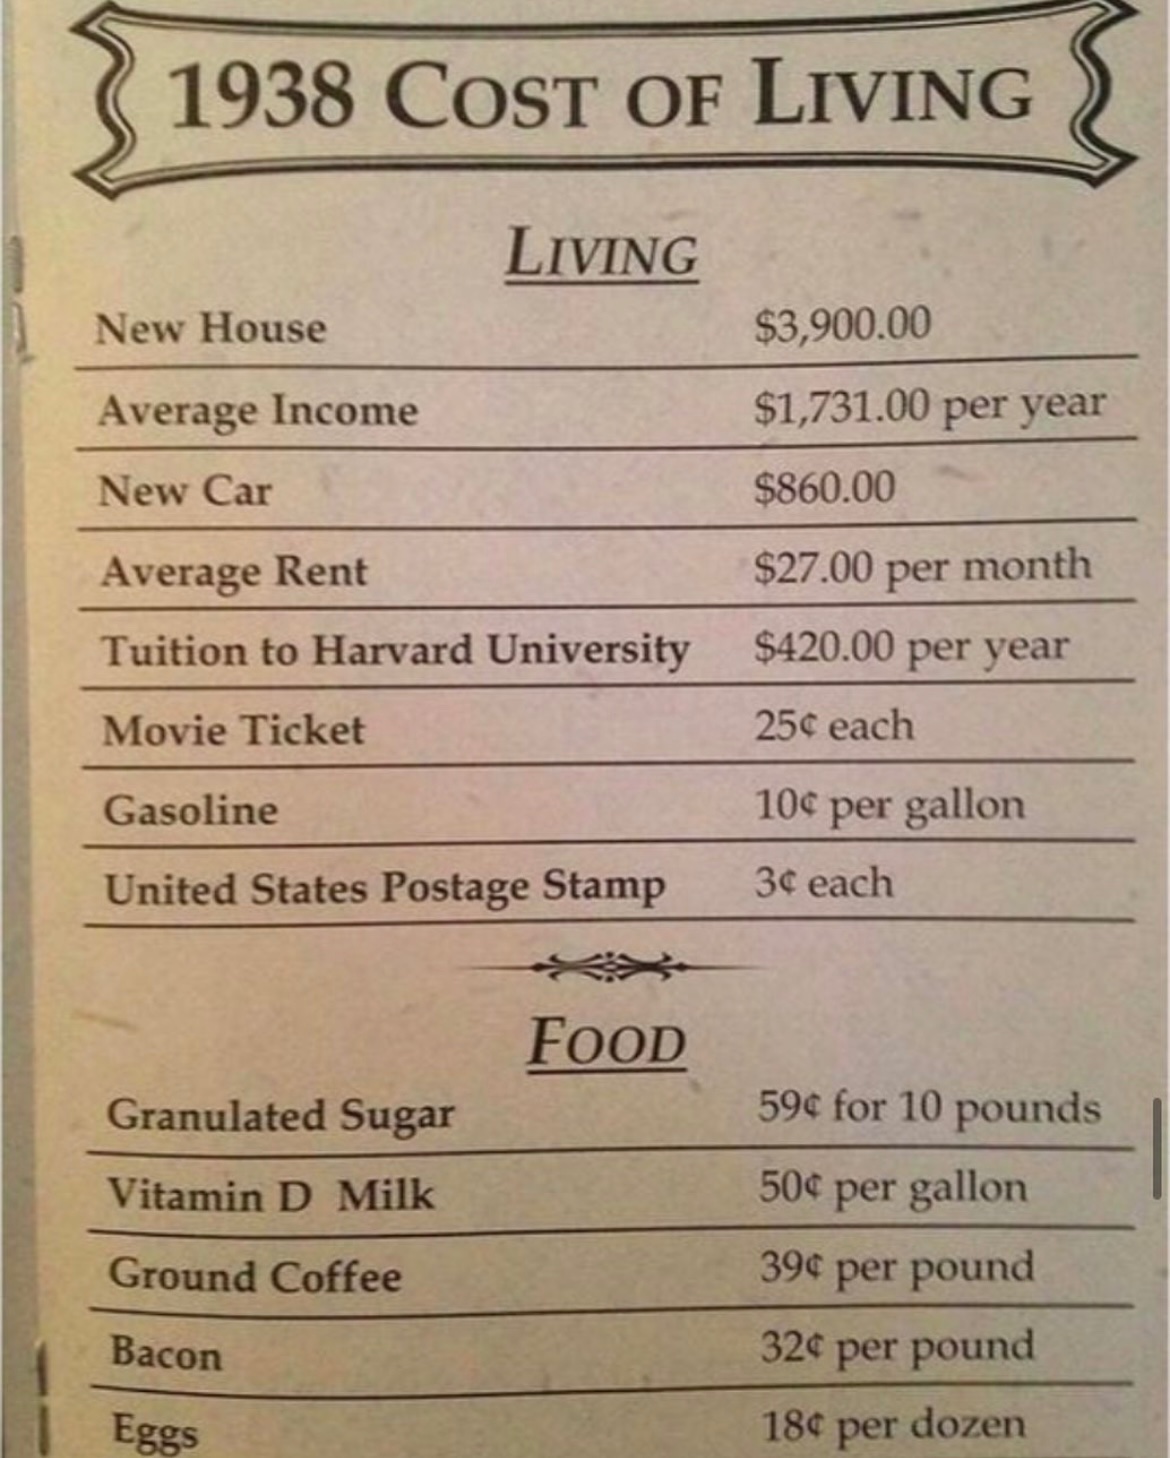 1938 COST OF LIVING
LIVING
New House $3,900.00
Average Income $1,731.00 per year
New Car $860.00
Average Rent $27.00 per month
Tuition to Harvard University $420.00 per year
Movie Ticket 25¢ each
Gasoline 10¢ per gallon
United States Postage Stamp 3¢ each
FOOD
Granulated Sugar 59¢ for 10 pounds
Vitamin D Milk 50¢ per gallon
Ground Coffee 39¢ per pound
Bacon 32¢ per pound
Eggs 18¢ per dozen